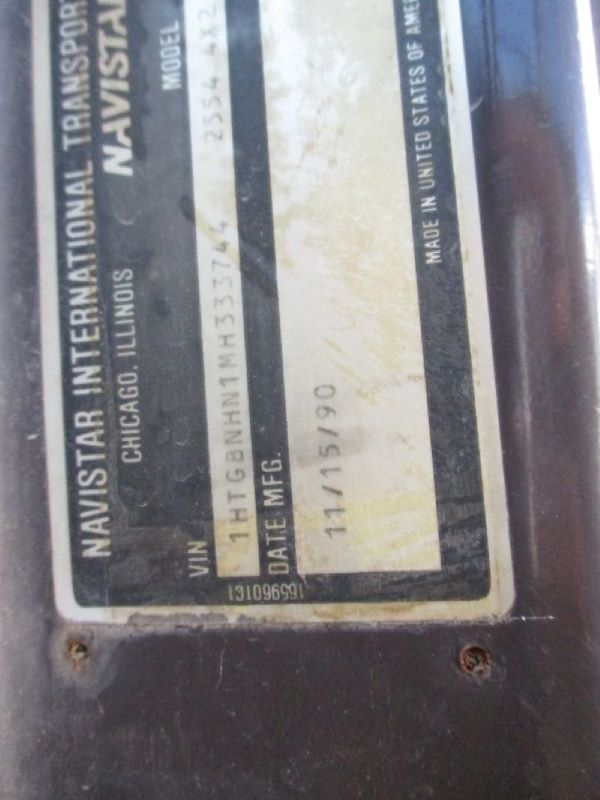 NAVISTAR INTERNATIONAL TRANSPORT
CHICAGO, ILLINOIS NAVISTAR
VIN MODEL
1HTGBNHN1MH333744 2554 4X2
DATE MFG.
11/15/90
MADE IN UNITED STATES OF AMER
1659601C1